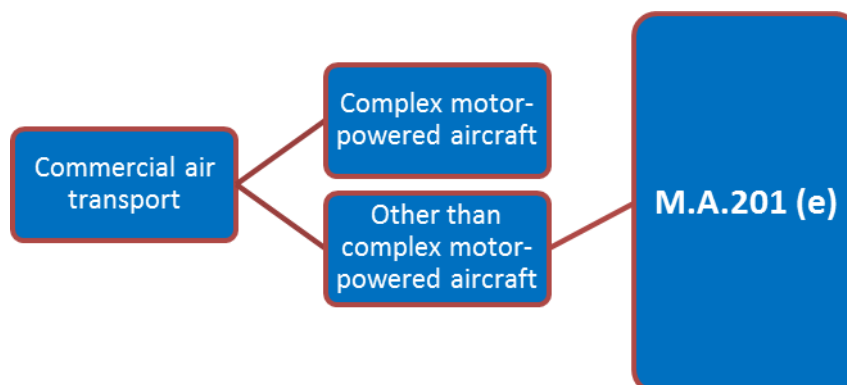 Commercial air
transport
Complex motor-
powered aircraft
Other than
complex motor-
powered aircraft
M.A.201 (e)